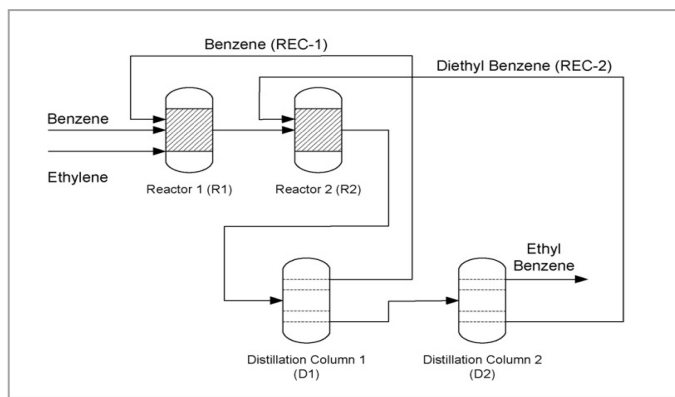 Benzene (REC-1)
Diethyl Benzene (REC-2)
Benzene
Ethylene
Reactor 1 (R1)
Reactor 2 (R2)
Ethyl
Benzene
Distillation Column 1
(D1)
Distillation Column 2
(D2)